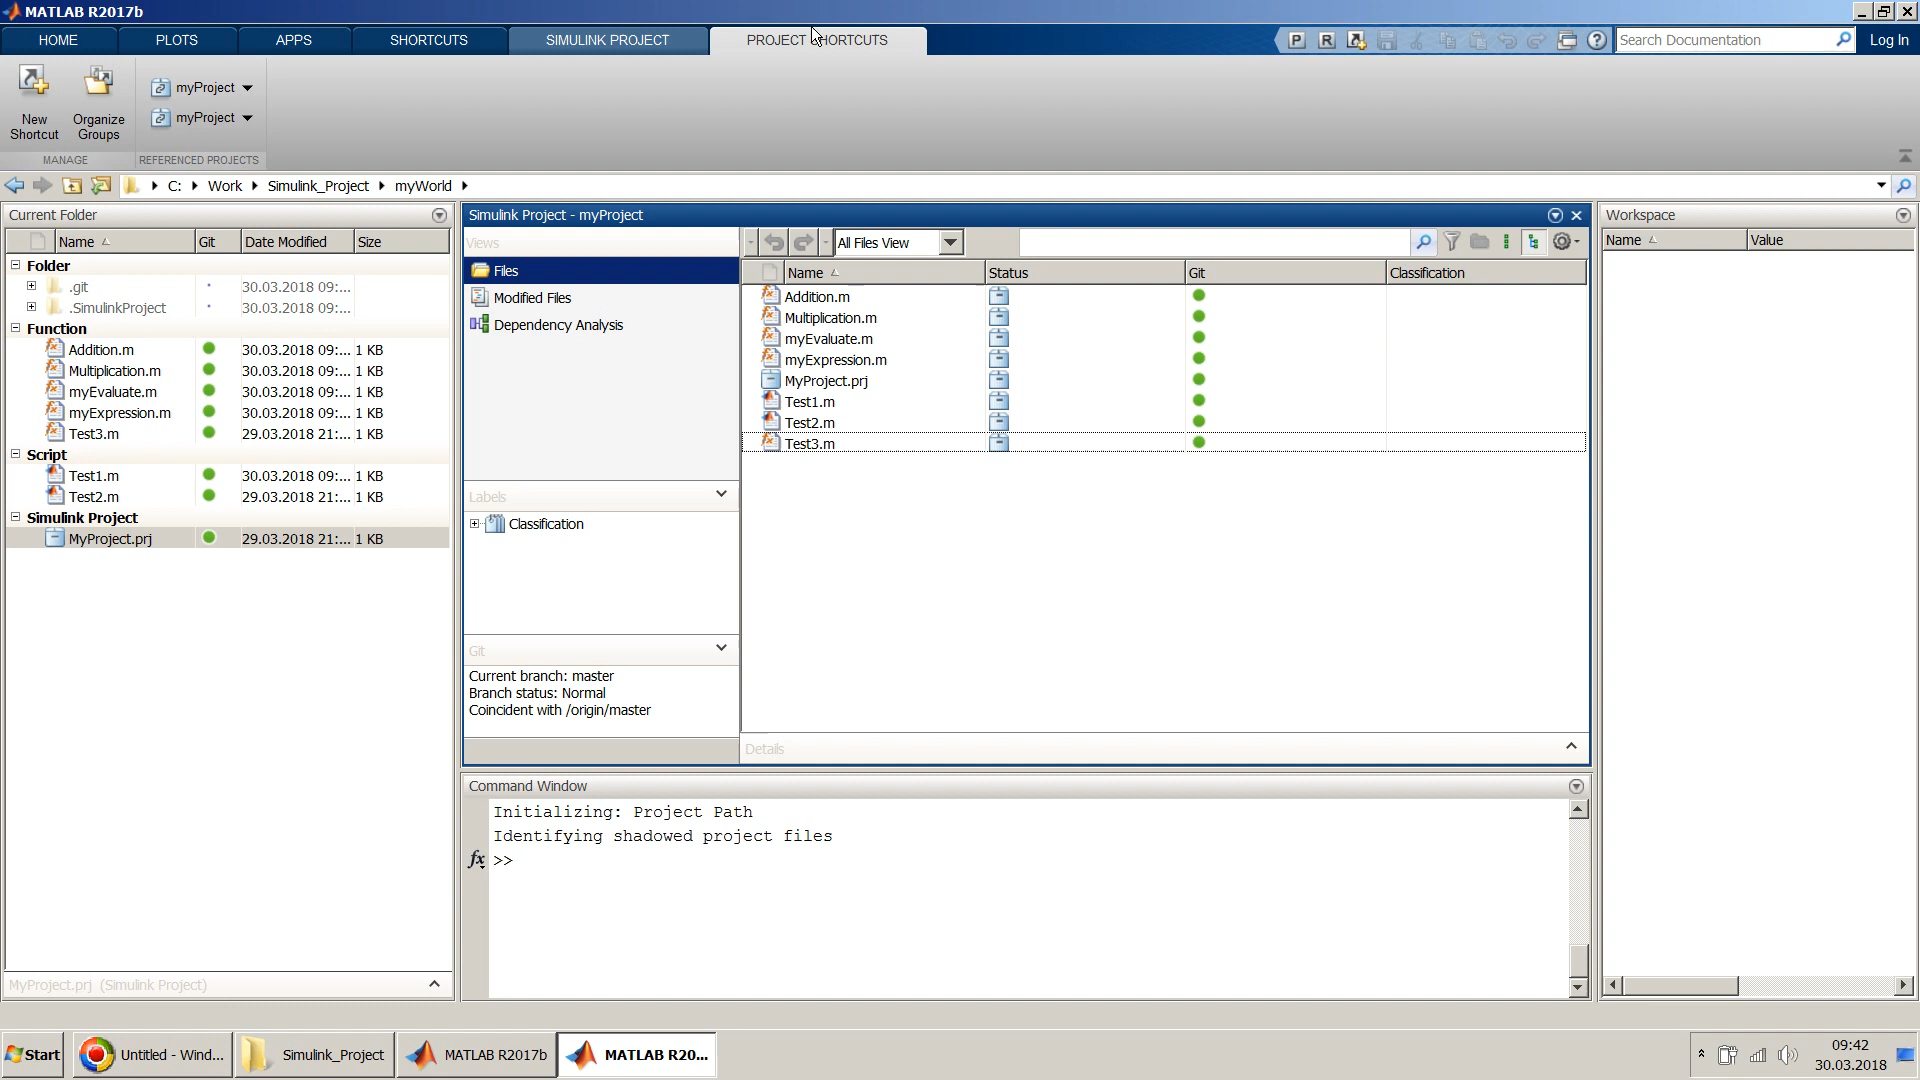 MATLAB R2017b
HOME
PLOTS
APPS
SHORTCUTS
SIMULINK PROJECT
PROJECT SHORTCUTS
P
R
Search Documentation
Log In
New Shortcut
Organize Groups
myProject
myProject
MANAGE
REFERENCED PROJECTS
C:
Work
Simulink_Project
myWorld
Current Folder
Name
Git
Date Modified
Size
Folder
.git 30.03.2018 09:...
.SimulinkProject 30.03.2018 09:...
Function
Addition.m 30.03.2018 09:... 1 KB
Multiplication.m 30.03.2018 09:... 1 KB
myEvaluate.m 30.03.2018 09:... 1 KB
myExpression.m 30.03.2018 09:... 1 KB
Test3.m 29.03.2018 21:... 1 KB
Script
Test1.m 30.03.2018 09:... 1 KB
Test2.m 29.03.2018 21:... 1 KB
Simulink Project
MyProject.prj 29.03.2018 21:... 1 KB
MyProject.prj (Simulink Project)
Simulink Project - myProject
Views
Files
Modified Files
Dependency Analysis
Labels
Classification
Git
Current branch: master
Branch status: Normal
Coincident with /origin/master
All Files View
Name
Status
Git
Classification
Addition.m
Multiplication.m
myEvaluate.m
myExpression.m
MyProject.prj
Test1.m
Test2.m
Test3.m
Details
Command Window
Initializing: Project Path
Identifying shadowed project files
fx >>
Workspace
Name
Value
Start
Untitled - Wind...
Simulink_Project
MATLAB R2017b
MATLAB R20...
09:42
30.03.2018